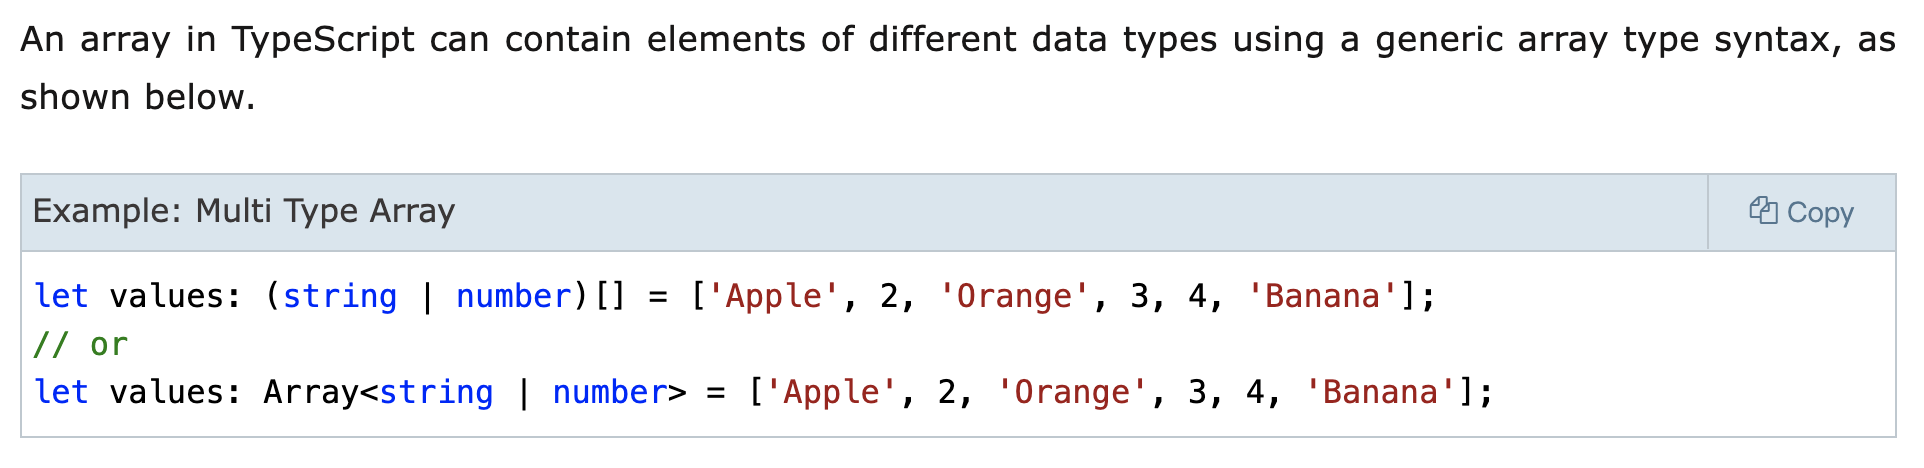 An array in TypeScript can contain elements of different data types using a generic array type syntax, as
shown below.
Example: Multi Type Array
Copy
let values: (string | number)[] = ['Apple', 2, 'Orange', 3, 4, 'Banana'];
// or
let values: Array<string | number> = ['Apple', 2, 'Orange', 3, 4, 'Banana'];